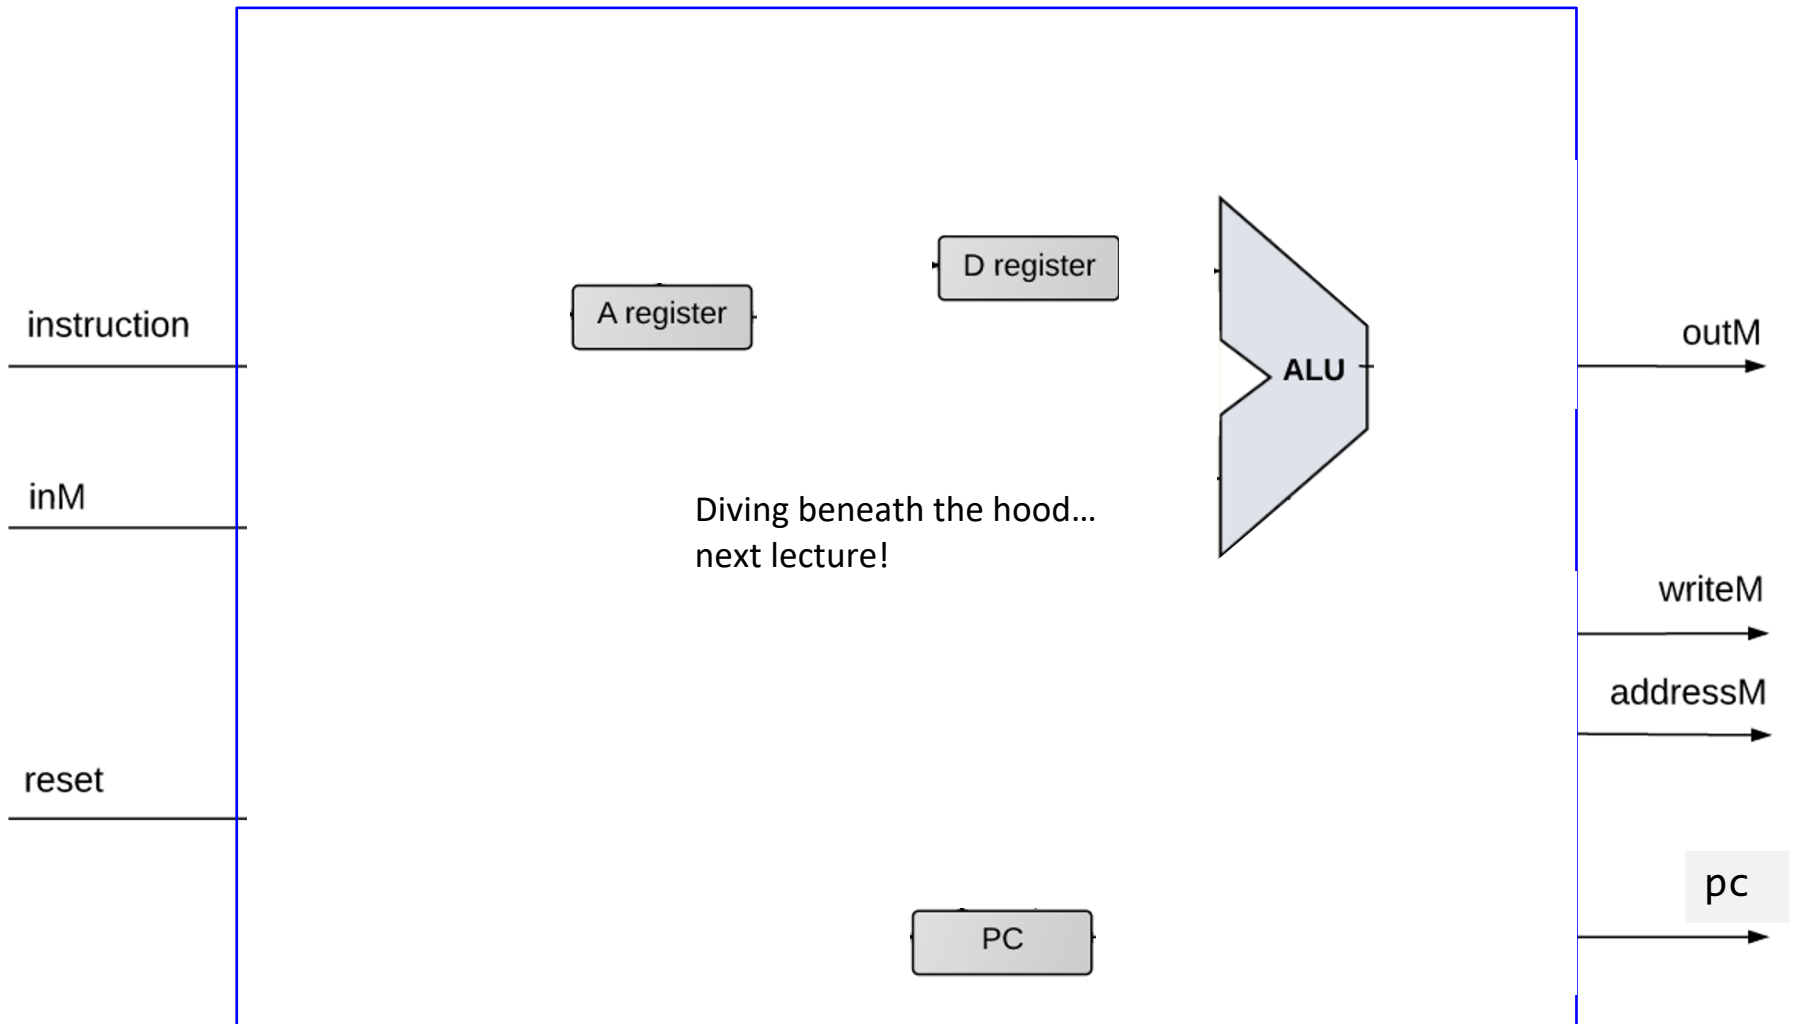 D register
A register
instruction
outM
ALU
inM
Diving beneath the hood…
next lecture!
writeM
addressM
reset
pc
PC